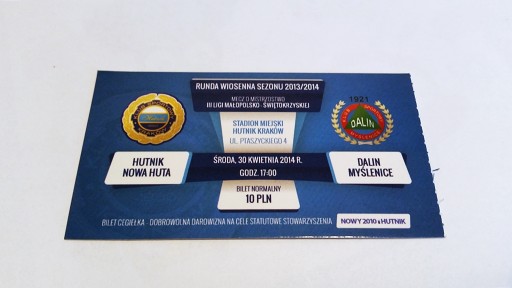 RUNDA WIOSENNA SEZONU 2013/2014
MECZ O MISTRZOSTWO
III LIGI MAŁOPOLSKO - ŚWIĘTOKRZYSKIEJ
STADION MIEJSKI
HUTNIK KRAKÓW
UL. PTASZYCKIEGO 4
1921
DALIN
HUTNIK
NOWA HUTA
ŚRODA, 30 KWIETNIA 2014 R.
GODZ. 17:00
DALIN
MYŚLENICE
BILET NORMALNY
10 PLN
BILET CEGIEŁKA - DOBROWOLNA DAROWIZNA NA CELE STATUTOWE STOWARZYSZENIA
NOWY 2010 HUTNIK